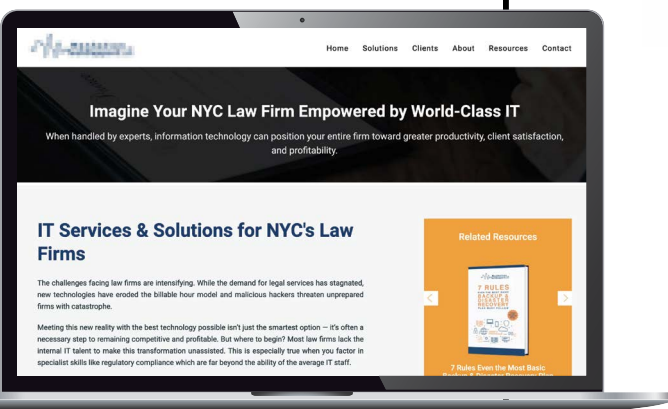 Home Solutions Clients About Resources Contact
Imagine Your NYC Law Firm Empowered by World-Class IT
When handled by experts, information technology can position your entire firm toward greater productivity, client satisfaction,
and profitability.
IT Services & Solutions for NYC's Law
Firms
The challenges facing law firms are intensifying. While the demand for legal services has stagnated,
new technologies have eroded the billable hour model and malicious hackers threaten unprepared
firms with catastrophe.
Meeting this new reality with the best technology possible isn't just the smartest option — it's often a
necessary step to remaining competitive and profitable. But where to begin? Most law firms lack the
internal IT talent to make this transformation unassisted. This is especially true when you factor in
specialist skills like regulatory compliance which are far beyond the ability of the average IT staff.
Related Resources
7 RULES
BACKUP &
DISASTER
RECOVERY
7 Rules Even the Most Basic
Backup & Disaster Recovery Plan